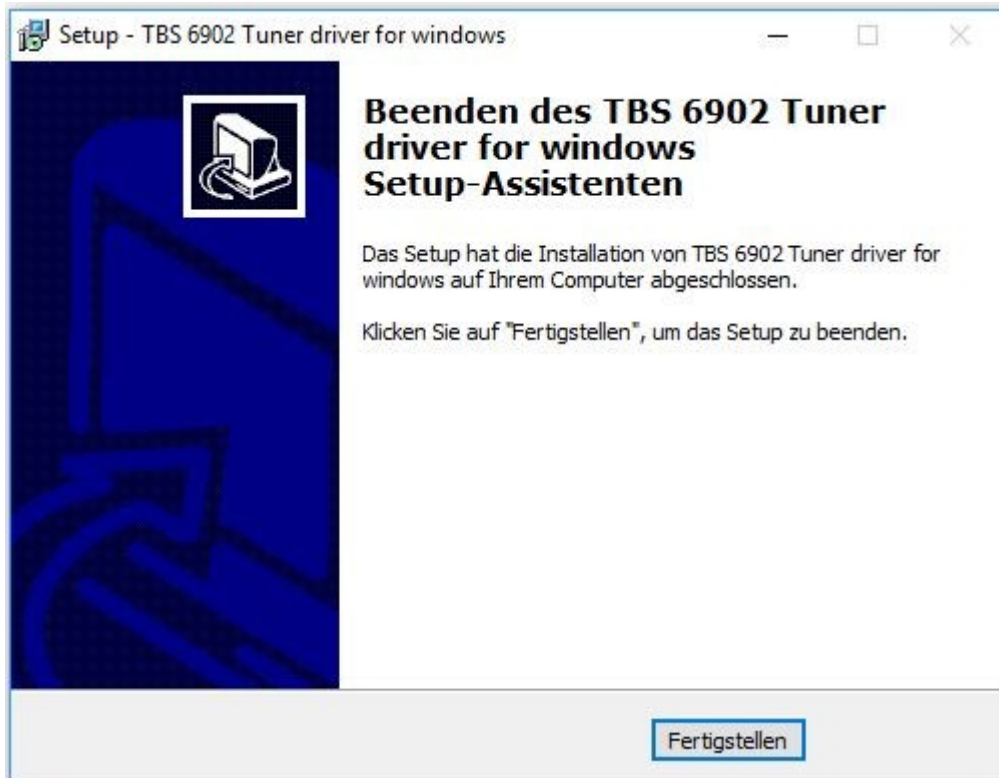 Setup - TBS 6902 Tuner driver for windows
Beenden des TBS 6902 Tuner
driver for windows
Setup-Assistenten
Das Setup hat die Installation von TBS 6902 Tuner driver for
windows auf Ihrem Computer abgeschlossen.
Klicken Sie auf "Fertigstellen", um das Setup zu beenden.
Fertigstellen